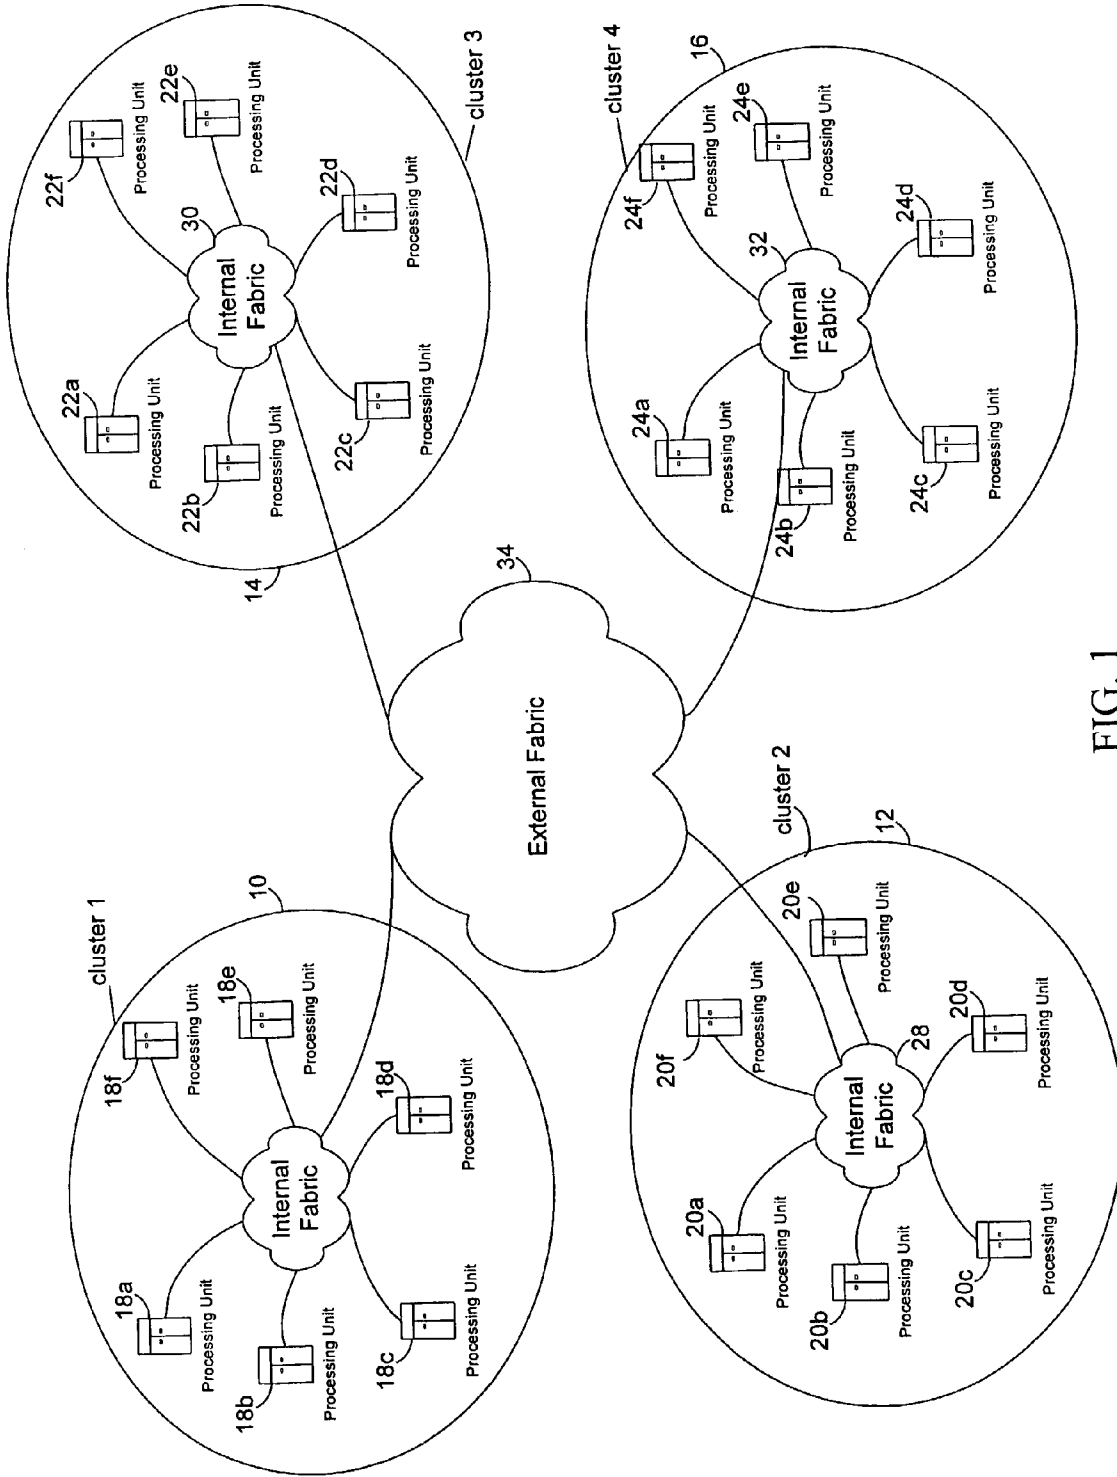 cluster 1
10
18a
Processing Unit
18b
Processing Unit
18c
Processing Unit
18d
Processing Unit
18e
Processing Unit
18f
Processing Unit
Internal
Fabric
cluster 3
14
22a
Processing Unit
22b
Processing Unit
22c
Processing Unit
22d
Processing Unit
22e
Processing Unit
22f
Processing Unit
30
Internal
Fabric
34
External Fabric
cluster 2
12
20a
Processing Unit
20b
Processing Unit
20c
Processing Unit
20d
Processing Unit
20e
Processing Unit
20f
Processing Unit
28
Internal
Fabric
cluster 4
16
24a
Processing Unit
24b
Processing Unit
24c
Processing Unit
24d
Processing Unit
24e
Processing Unit
24f
Processing Unit
32
Internal
Fabric
FIG. 1